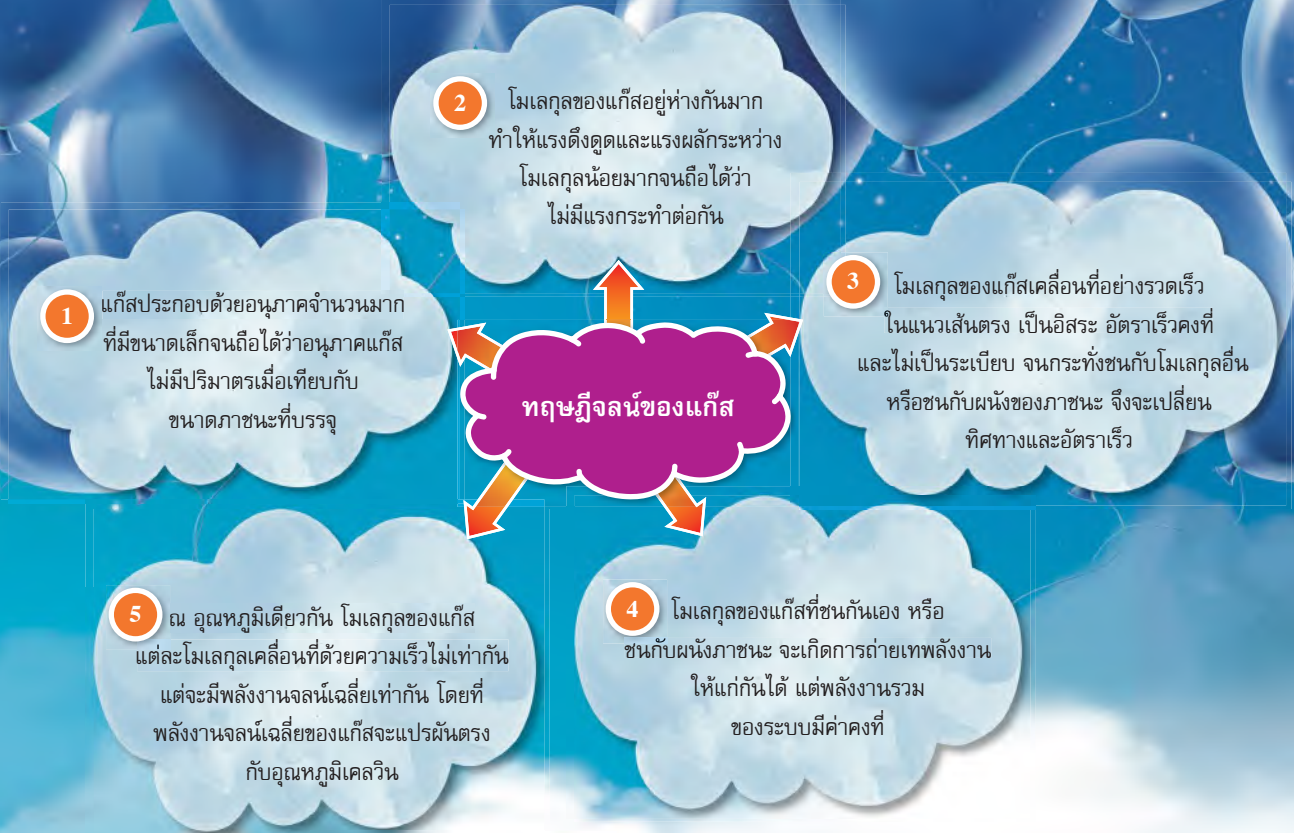 ทฤษฎีจลน์ของแก๊ส
1
แก๊สประกอบด้วยอนุภาคจำนวนมาก
ที่มีขนาดเล็กจนถือได้ว่าอนุภาคแก๊ส
ไม่มีปริมาตรเมื่อเทียบกับ
ขนาดภาชนะที่บรรจุ
2
โมเลกุลของแก๊สอยู่ห่างกันมาก
ทำให้แรงดึงดูดและแรงผลักระหว่าง
โมเลกุลน้อยมากจนถือได้ว่า
ไม่มีแรงกระทำต่อกัน
3
โมเลกุลของแก๊สเคลื่อนที่อย่างรวดเร็ว
ในแนวเส้นตรง เป็นอิสระ อัตราเร็วคงที่
และไม่เป็นระเบียบ จนกระทั่งชนกับโมเลกุลอื่น
หรือชนกับผนังของภาชนะ จึงจะเปลี่ยน
ทิศทางและอัตราเร็ว
4
โมเลกุลของแก๊สที่ชนกันเอง หรือ
ชนกับผนังภาชนะ จะเกิดการถ่ายเทพลังงาน
ให้แก่กันได้ แต่พลังงานรวม
ของระบบมีค่าคงที่
5
ณ อุณหภูมิเดียวกัน โมเลกุลของแก๊ส
แต่ละโมเลกุลเคลื่อนที่ด้วยความเร็วไม่เท่ากัน
แต่จะมีพลังงานจลน์เฉลี่ยเท่ากัน โดยที่
พลังงานจลน์เฉลี่ยของแก๊สจะแปรผันตรง
กับอุณหภูมิเคลวิน